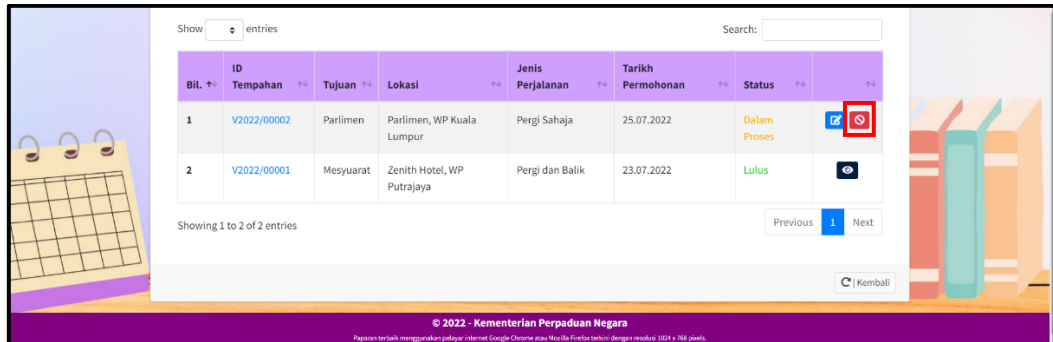 Show entries Search:
Bil. ID Tempahan Tujuan Lokasi Jenis Perjalanan Tarikh Permohonan Status
1 V2022/00002 Parlimen Parlimen, WP Kuala Lumpur Pergi Sahaja 25.07.2022 Dalam Proses
2 V2022/00001 Mesyuarat Zenith Hotel, WP Putrajaya Pergi dan Balik 23.07.2022 Lulus
Showing 1 to 2 of 2 entries Previous 1 Next
| Kembali
© 2022 - Kementerian Perpaduan Negara
Paparan terbaik menggunakan pelayar internet Google Chrome atau Mozilla Firefox terkini dengan resolusi 1024 x 768 pixels.